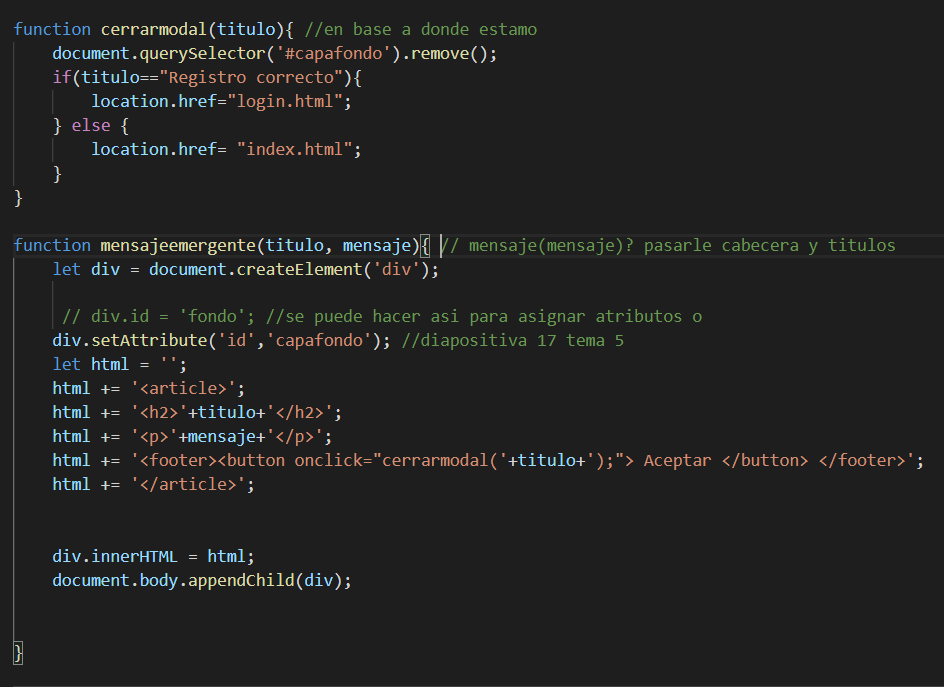 function cerrarmodal(titulo){ //en base a donde estamo
document.querySelector('#capafondo').remove();
if(titulo=="Registro correcto"){
location.href="login.html";
} else {
location.href= "index.html";
}
}
function mensajeemergente(titulo, mensaje){ // mensaje(mensaje)? pasarle cabecera y titulos
let div = document.createElement('div');
// div.id = 'fondo'; //se puede hacer asi para asignar atributos o
div.setAttribute('id','capafondo'); //diapositiva 17 tema 5
let html = '';
html += '<article>';
html += '<h2>'+titulo+'</h2>';
html += '<p>'+mensaje+'</p>';
html += '<footer><button onclick="cerrarmodal('+titulo+');"> Aceptar </button> </footer>';
html += '</article>';
div.innerHTML = html;
document.body.appendChild(div);
}